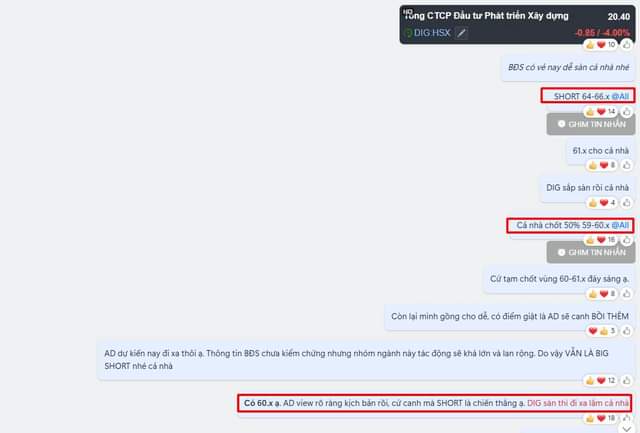 HD
Tổng CTCP Đầu tư Phát triển Xây dựng
20.40
DIG:HSX
-0.86 / -4.00%
10
BĐS có vẻ nay dễ sàn cả nhà nhé
SHORT 64-66.x @All
14
GHIM TIN NHẮN
61.x cho cả nhà
8
DIG sắp sàn rồi cả nhà
4
Cả nhà chốt 50% 59-60.x @All
16
GHIM TIN NHẮN
Cứ tạm chốt vùng 60-61.x đáy sáng ạ.
8
Còn lại mình gồng cho dễ, có điểm giật là AD sẽ canh BỒI THÊM
5
AD dự kiến nay đi xa thôi ạ. Thông tin BĐS chưa kiểm chứng nhưng nhóm ngành này tác động sẽ khá lớn và lan rộng. Do vậy VẪN LÀ BIG
SHORT nhé cả nhà
12
Có 60.x ạ. AD view rõ ràng kịch bản rồi, cứ canh mà SHORT là chiến thắng ạ. DIG sàn thì đi xa lắm cả nhà
18